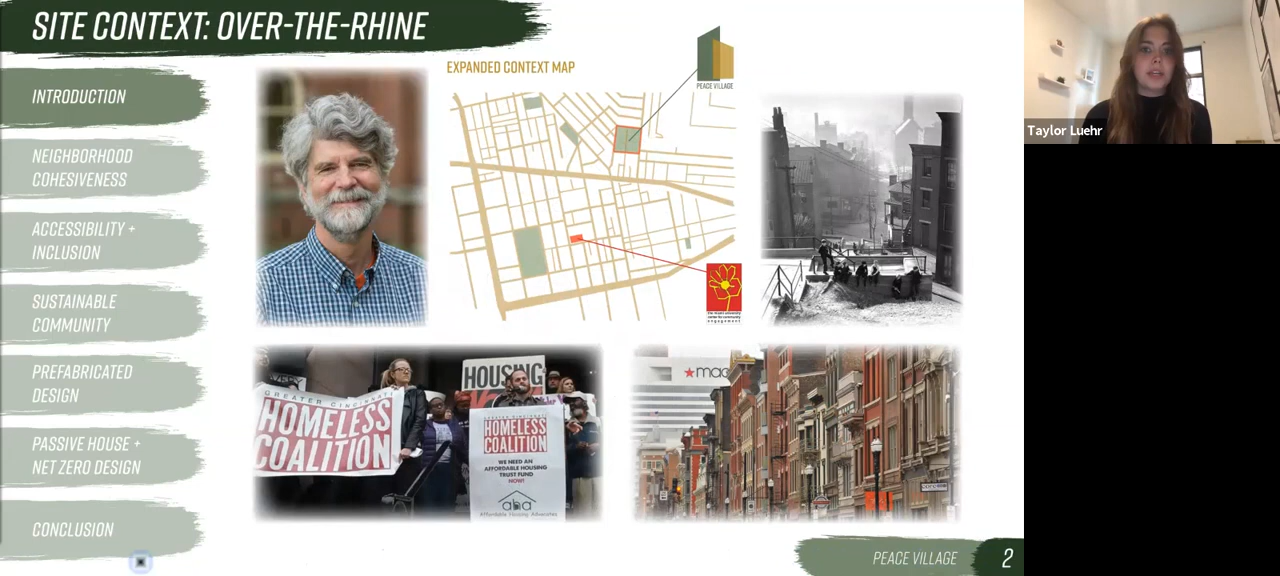 SITE CONTEXT: OVER-THE-RHINE
INTRODUCTION
NEIGHBORHOOD
COHESIVENESS
ACCESSIBILITY +
INCLUSION
SUSTAINABLE
COMMUNITY
PREFABRICATED
DESIGN
PASSIVE HOUSE +
NET ZERO DESIGN
CONCLUSION
EXPANDED CONTEXT MAP
PEACE VILLAGE
GREATER CINCINNATI
HOMELESS
COALITION
HOUSING
GREATER CINCINNATI
HOMELESS
COALITION
WE NEED AN
AFFORDABLE HOUSING
TRUST FUND
NOW!
aha
Affordable Housing Advocates
mac
PEACE VILLAGE
2
Taylor Luehr